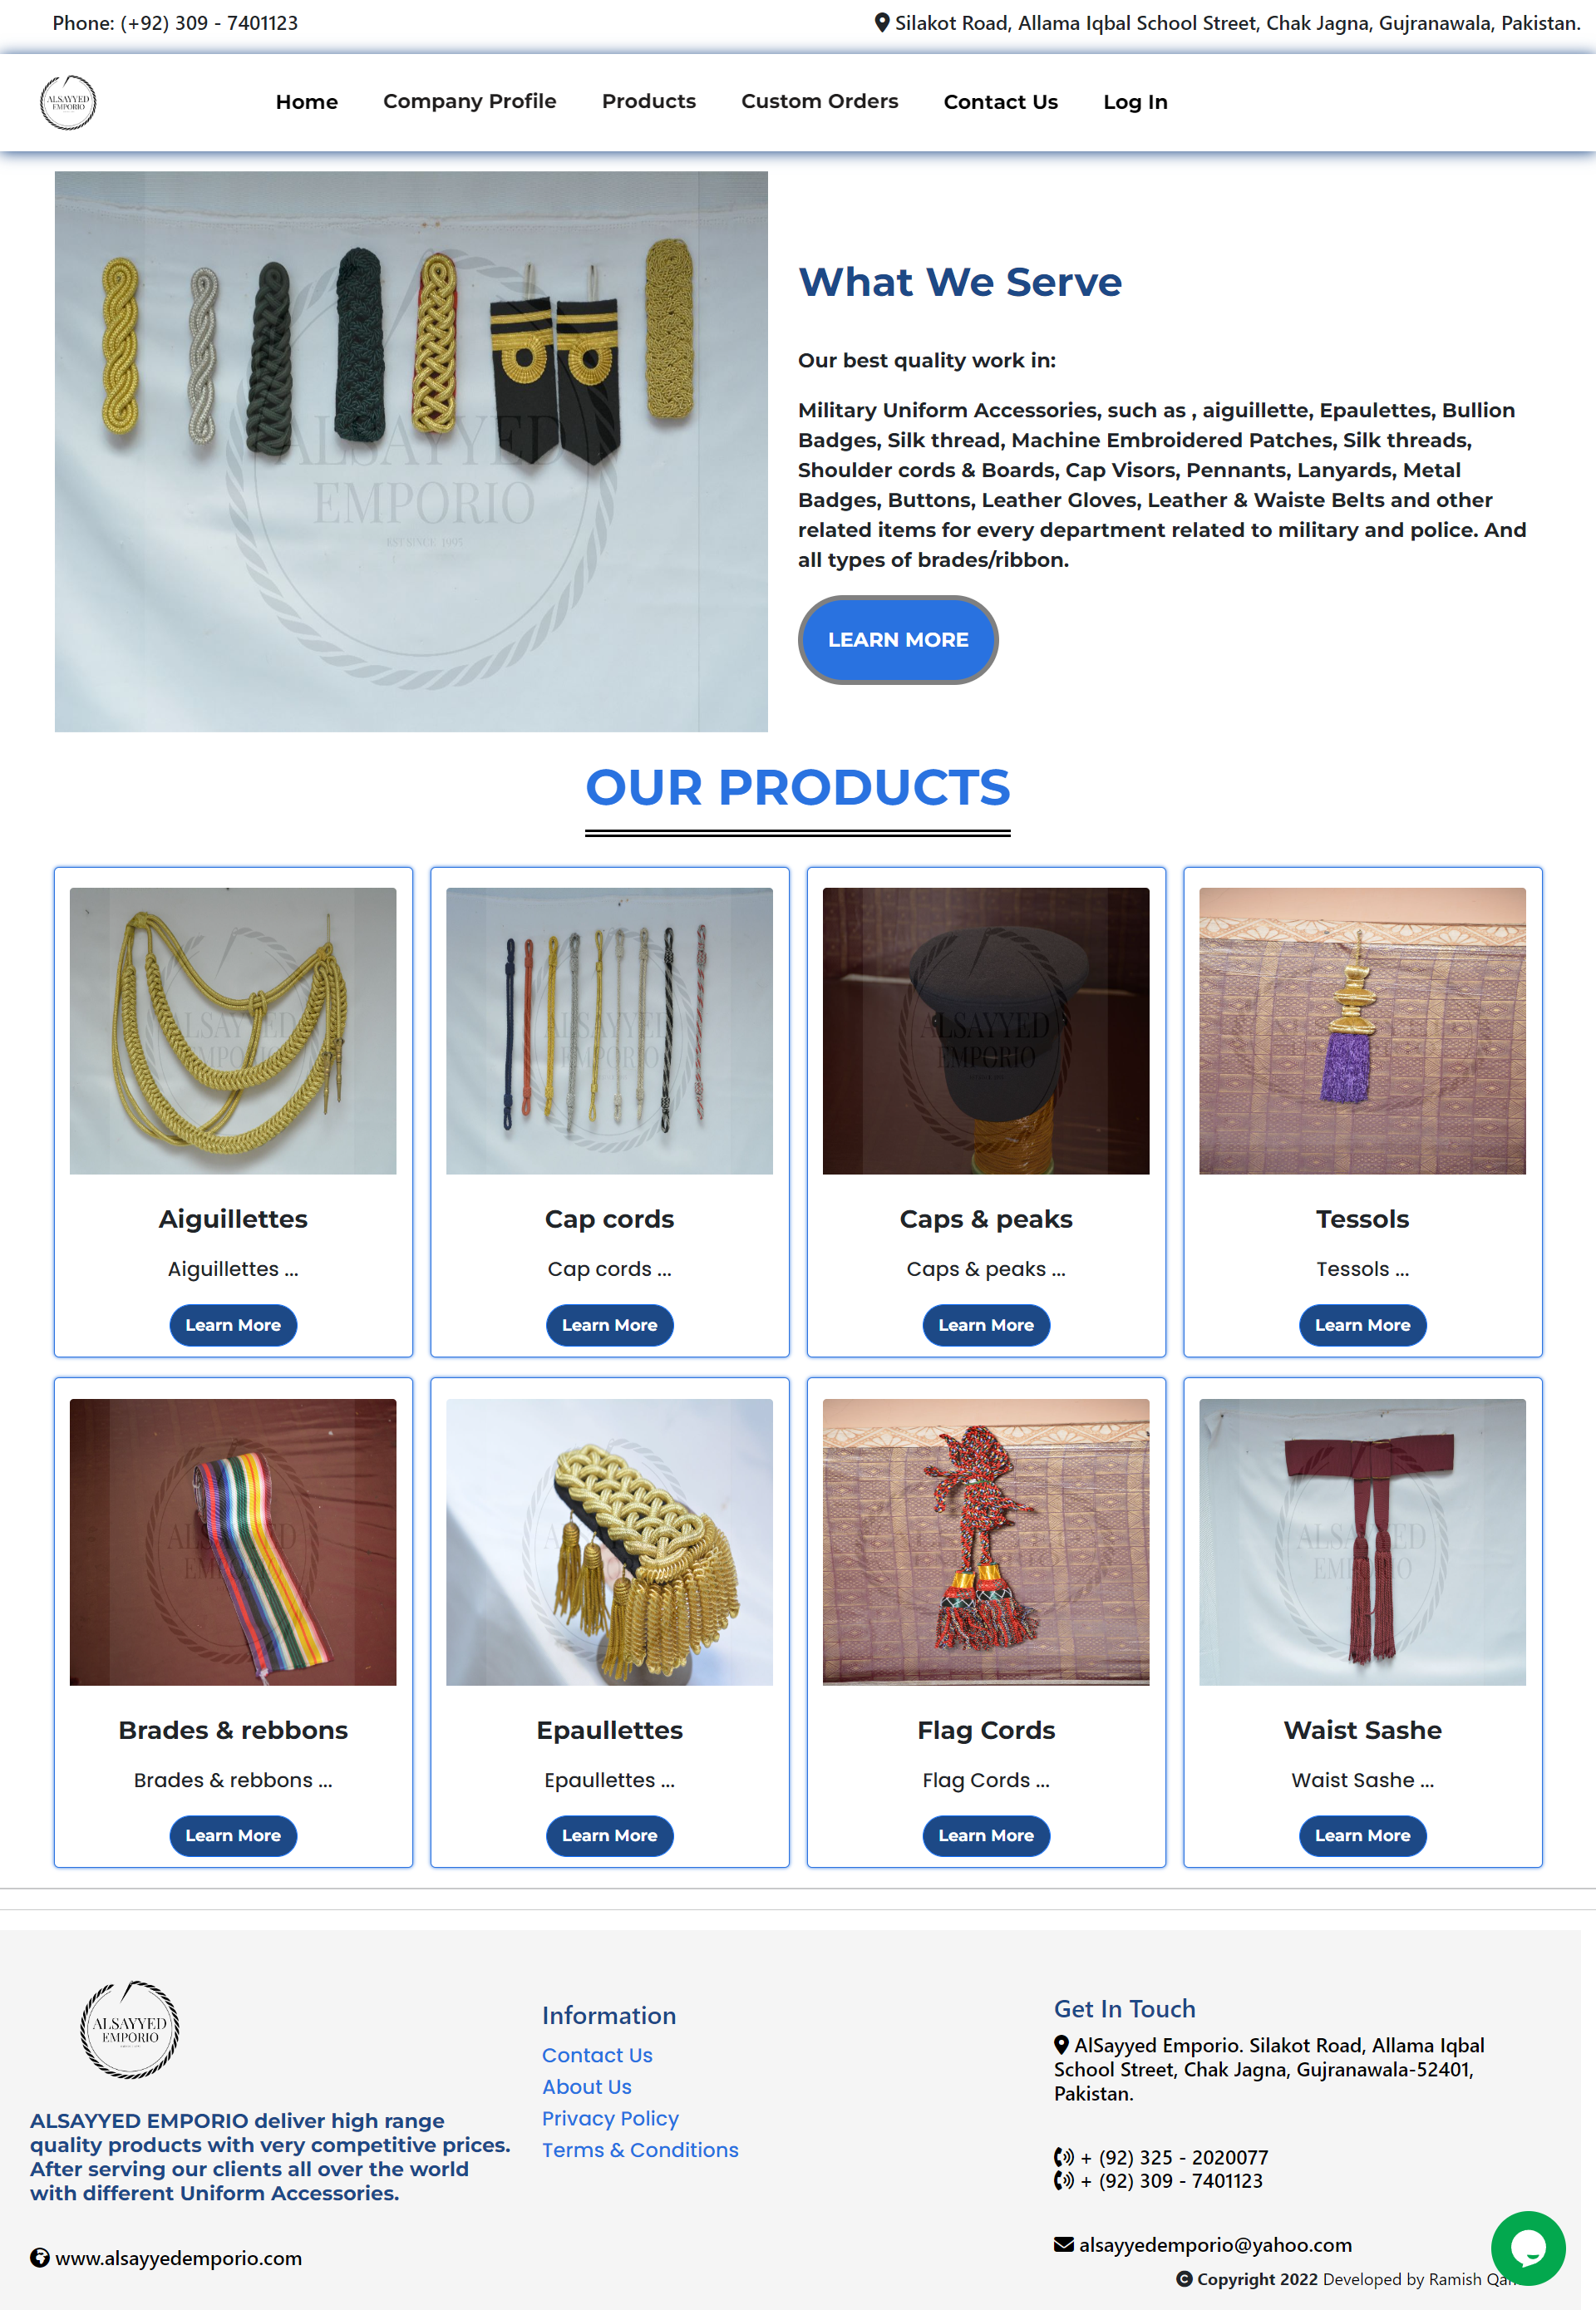 Phone: (+92) 309 - 7401123
Silakot Road, Allama Iqbal School Street, Chak Jagna, Gujranawala, Pakistan.
ALSAYYED
EMPORIO
Home
Company Profile
Products
Custom Orders
Contact Us
Log In
ALSAYYED
EMPORIO
EST SINCE 1995
What We Serve
Our best quality work in:
Military Uniform Accessories, such as , aiguillette, Epaulettes, Bullion
Badges, Silk thread, Machine Embroidered Patches, Silk threads,
Shoulder cords & Boards, Cap Visors, Pennants, Lanyards, Metal
Badges, Buttons, Leather Gloves, Leather & Waiste Belts and other
related items for every department related to military and police. And
all types of brades/ribbon.
LEARN MORE
OUR PRODUCTS
ALSAYYED
EMPORIO
ALSAYYED
EMPORIO
ALSAYYED
EMPORIO
Aiguillettes
Aiguillettes ...
Learn More
Cap cords
Cap cords ...
Learn More
Caps & peaks
Caps & peaks ...
Learn More
Tessols
Tessols ...
Learn More
ALSAYYED
EMPORIO
Brades & rebbons
Brades & rebbons ...
Learn More
Epaullettes
Epaullettes ...
Learn More
Flag Cords
Flag Cords ...
Learn More
Waist Sashe
Waist Sashe ...
Learn More
ALSAYYED
EMPORIO
ALSAYYED EMPORIO deliver high range
quality products with very competitive prices.
After serving our clients all over the world
with different Uniform Accessories.
www.alsayyedemporio.com
Information
Contact Us
About Us
Privacy Policy
Terms & Conditions
Get In Touch
AlSayyed Emporio. Silakot Road, Allama Iqbal
School Street, Chak Jagna, Gujranawala-52401,
Pakistan.
+ (92) 325 - 2020077
+ (92) 309 - 7401123
alsayyedemporio@yahoo.com
Copyright 2022 Developed by Ramish